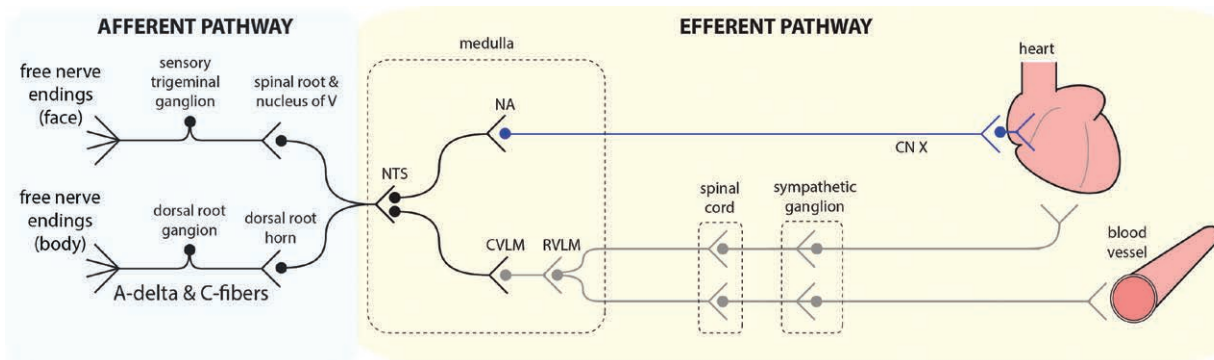 AFFERENT PATHWAY
EFFERENT PATHWAY
free nerve
endings
(face)
sensory
trigeminal
ganglion
spinal root &
nucleus of V
medulla
heart
NA
CN X
NTS
free nerve
endings
(body)
dorsal root
gangion
dorsal root
horn
A-delta & C-fibers
CVLM
RVLM
spinal
cord
sympathetic
ganglion
blood
vessel